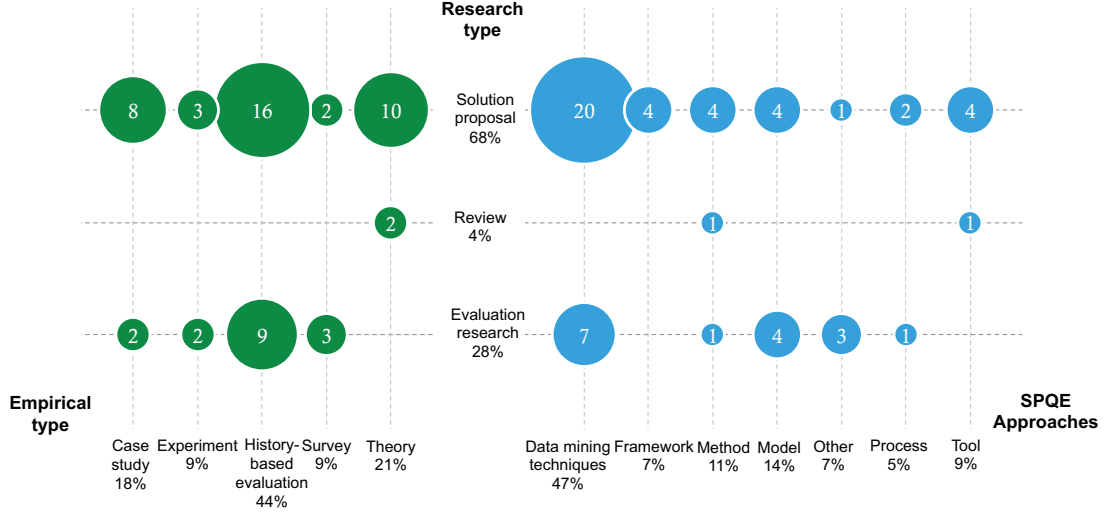 Research
type
8
3
16
2
10
Solution
proposal
68%
20
4
4
4
1
2
4
2
Review
4%
1
1
2
2
9
3
Evaluation
research
28%
7
1
4
3
1
Empirical
type
SPQE
Approaches
Case
study
18%
Experiment
9%
History-
based
evaluation
44%
Survey
9%
Theory
21%
Data mining
techniques
47%
Framework
7%
Method
11%
Model
14%
Other
7%
Process
5%
Tool
9%